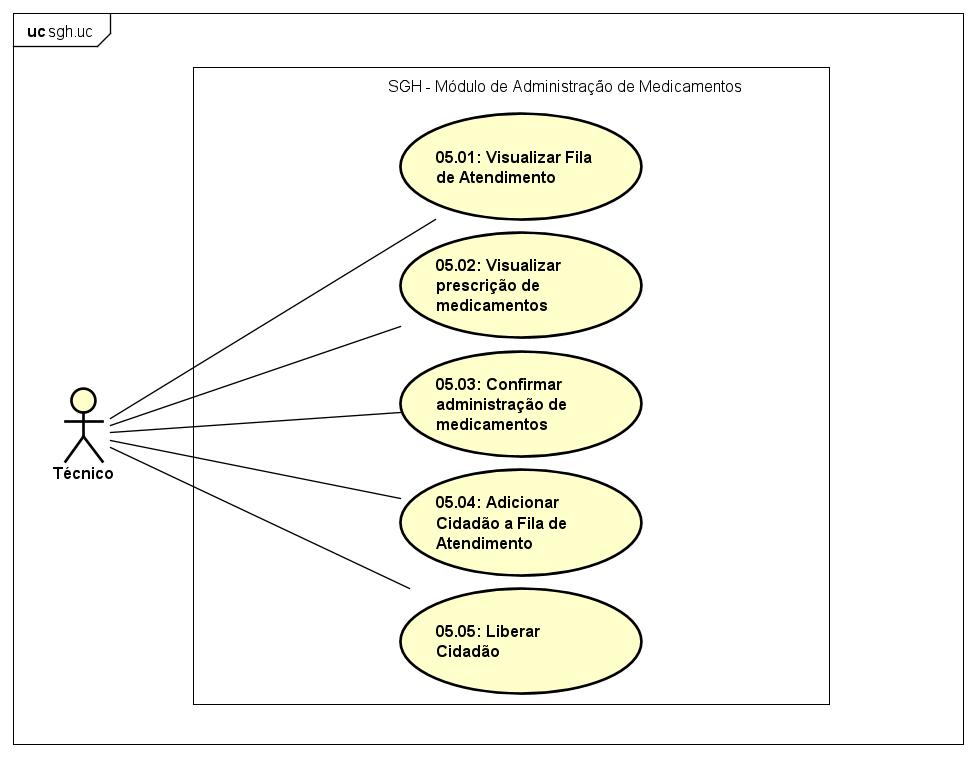 uc sgh.uc
SGH - Módulo de Administração de Medicamentos
05.01: Visualizar Fila
de Atendimento
05.02: Visualizar
prescrição de
medicamentos
05.03: Confirmar
administração de
medicamentos
Técnico
05.04: Adicionar
Cidadão a Fila de
Atendimento
05.05: Liberar
Cidadão